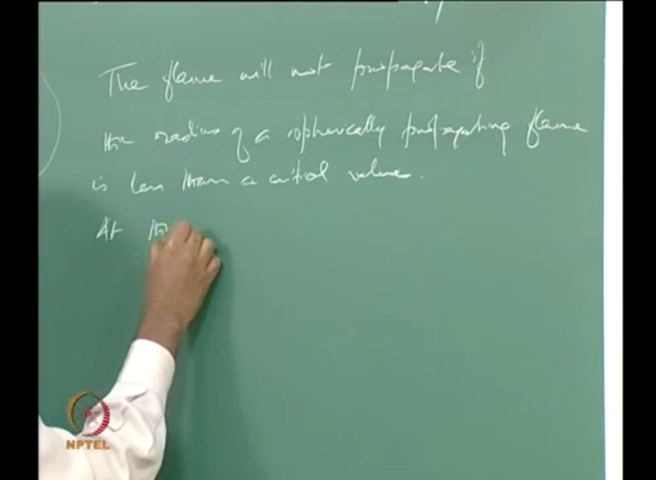 The flame will not propagate if
the radius of a spherically propagating flame
is less than a critical value.
At th
NPTEL